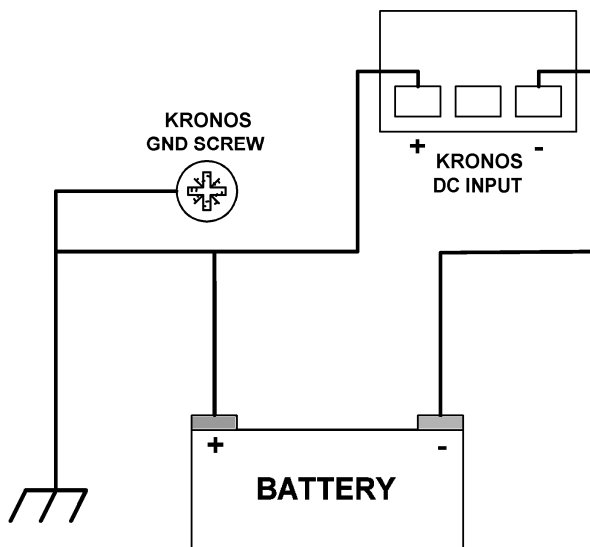 KRONOS
GND SCREW
+ -
KRONOS
DC INPUT
+ -
BATTERY